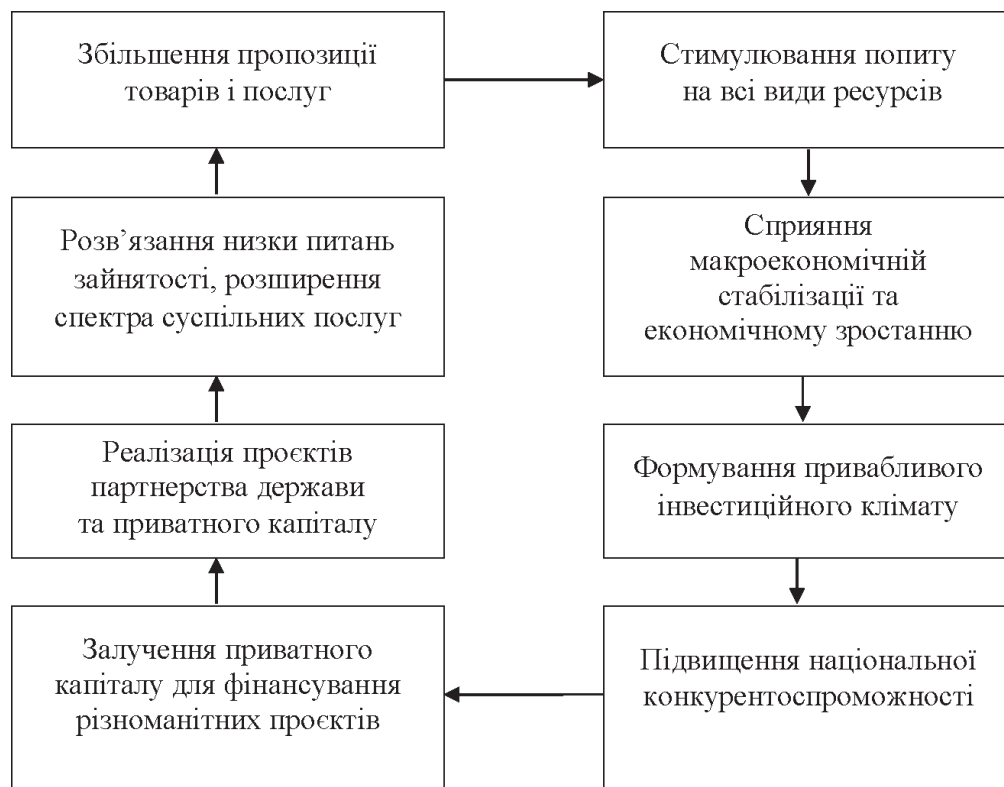 Збільшення пропозиції
товарів і послуг
Стимулювання попиту
на всі види ресурсів
Сприяння
макроекономічній
стабілізації та
економічному зростанню
Формування привабливого
інвестиційного клімату
Підвищення національної
конкурентоспроможності
Залучення приватного
капіталу для фінансування
різноманітних проєктів
Реалізація проєктів
партнерства держави
та приватного капіталу
Розв’язання низки питань
зайнятості, розширення
спектра суспільних послуг